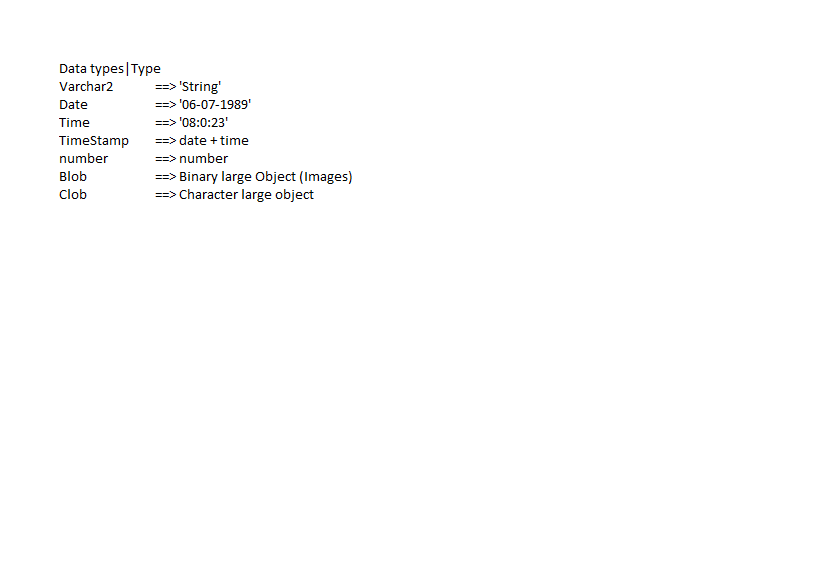 Data types|Type
Varchar2 ==> 'String'
Date ==> '06-07-1989'
Time ==> '08:0:23'
TimeStamp ==> date + time
number ==> number
Blob ==> Binary large Object (Images)
Clob ==> Character large object